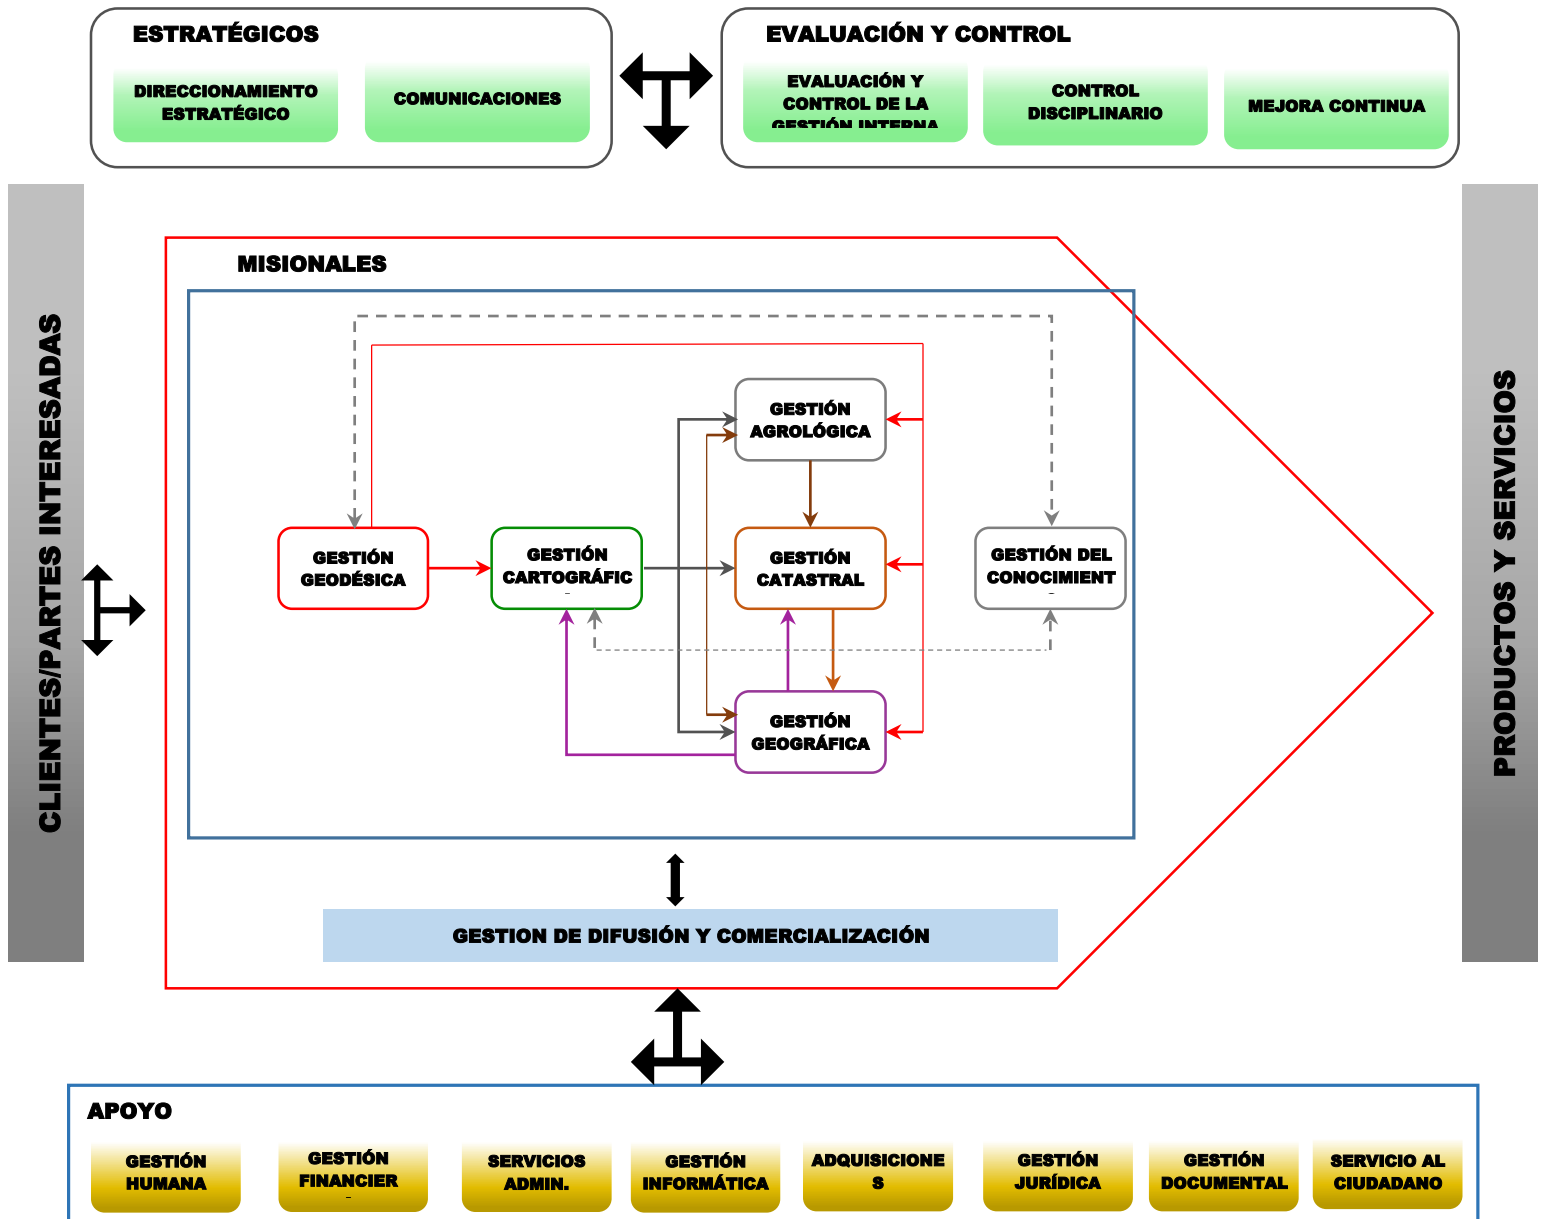 ESTRATÉGICOS
DIRECCIONAMIENTO
ESTRATÉGICO
COMUNICACIONES
EVALUACIÓN Y CONTROL
EVALUACIÓN Y
CONTROL DE LA
GESTIÓN INTERNA
CONTROL
DISCIPLINARIO
MEJORA CONTINUA
CLIENTES/PARTES INTERESADAS
MISIONALES
GESTIÓN
AGROLÓGICA
GESTIÓN
GEODÉSICA
GESTIÓN
CARTOGRÁFIC
GESTIÓN
CATASTRAL
GESTIÓN DEL
CONOCIMIENT
GESTIÓN
GEOGRÁFICA
GESTION DE DIFUSIÓN Y COMERCIALIZACIÓN
PRODUCTOS Y SERVICIOS
APOYO
GESTIÓN
HUMANA
GESTIÓN
FINANCIER
SERVICIOS
ADMIN.
GESTIÓN
INFORMÁTICA
ADQUISICIONE
S
GESTIÓN
JURÍDICA
GESTIÓN
DOCUMENTAL
SERVICIO AL
CIUDADANO